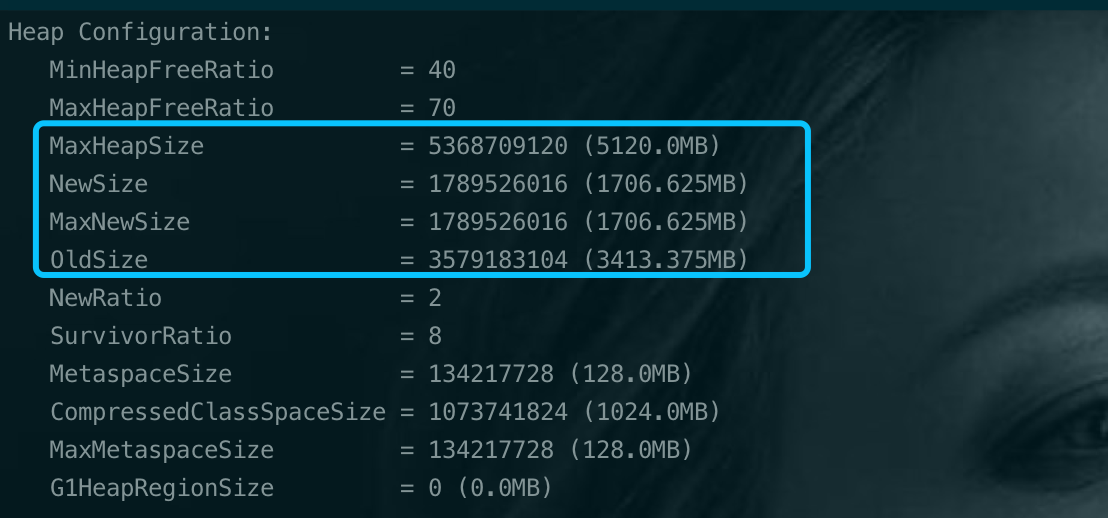 Heap Configuration:
MinHeapFreeRatio = 40
MaxHeapFreeRatio = 70
MaxHeapSize = 5368709120 (5120.0MB)
NewSize = 1789526016 (1706.625MB)
MaxNewSize = 1789526016 (1706.625MB)
OldSize = 3579183104 (3413.375MB)
NewRatio = 2
SurvivorRatio = 8
MetaspaceSize = 134217728 (128.0MB)
CompressedClassSpaceSize = 1073741824 (1024.0MB)
MaxMetaspaceSize = 134217728 (128.0MB)
G1HeapRegionSize = 0 (0.0MB)